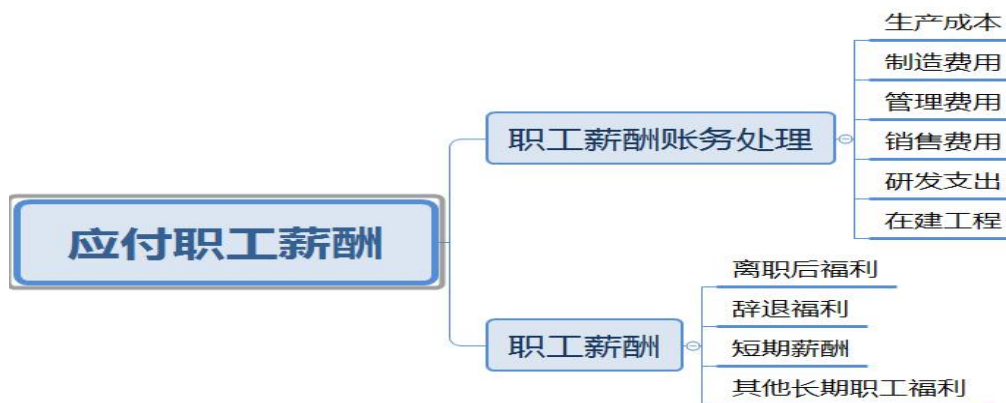 应付职工薪酬
职工薪酬账务处理
生产成本
制造费用
管理费用
销售费用
研发支出
在建工程
职工薪酬
离职后福利
辞退福利
短期薪酬
其他长期职工福利